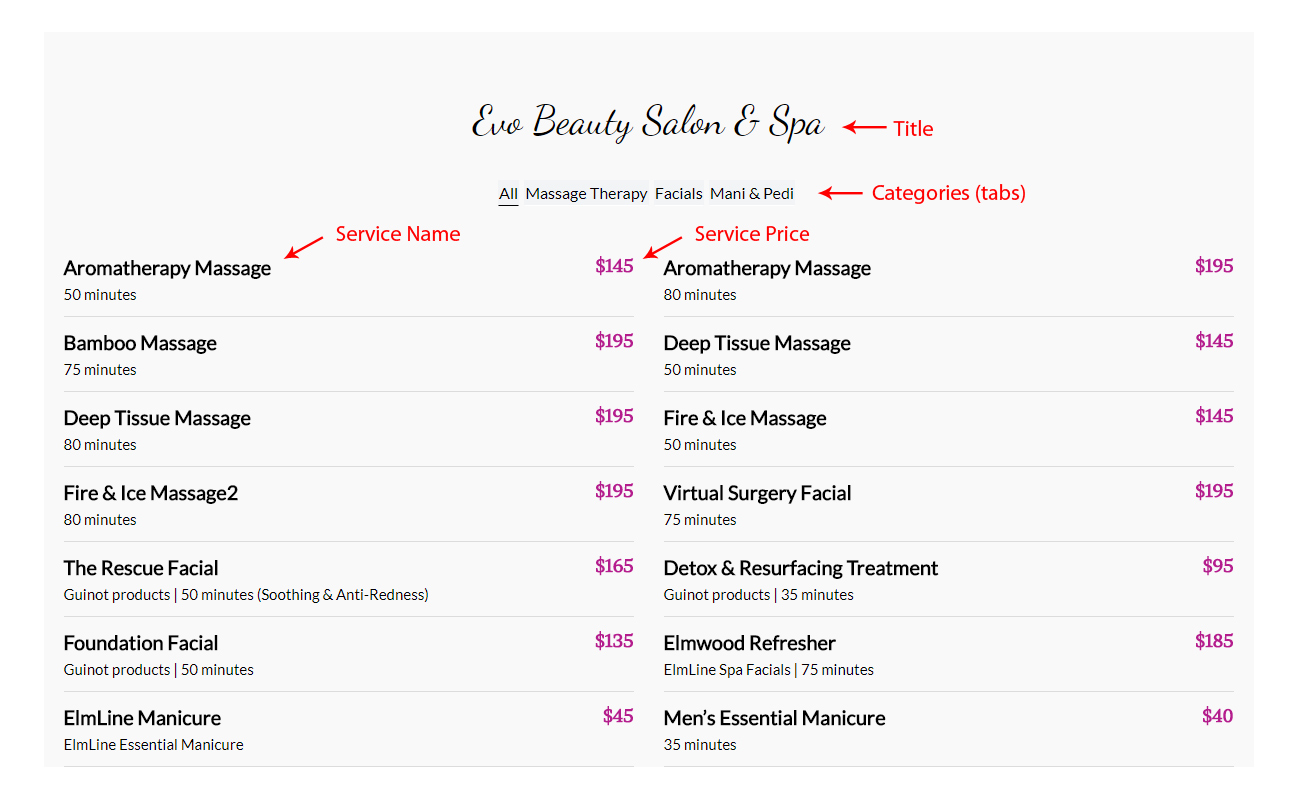 Evo Beauty Salon & Spa
Title
All Massage Therapy Facials Mani & Pedi
Categories (tabs)
Service Name
Service Price
Aromatherapy Massage $145
50 minutes
Aromatherapy Massage $195
80 minutes
Bamboo Massage $195
75 minutes
Deep Tissue Massage $145
50 minutes
Deep Tissue Massage $195
80 minutes
Fire & Ice Massage $145
50 minutes
Fire & Ice Massage2 $195
80 minutes
Virtual Surgery Facial $195
75 minutes
The Rescue Facial $165
Guinot products | 50 minutes (Soothing & Anti-Redness)
Detox & Resurfacing Treatment $95
Guinot products | 35 minutes
Foundation Facial $135
Guinot products | 50 minutes
Elmwood Refresher $185
ElmLine Spa Facials | 75 minutes
ElmLine Manicure $45
ElmLine Essential Manicure
Men’s Essential Manicure $40
35 minutes